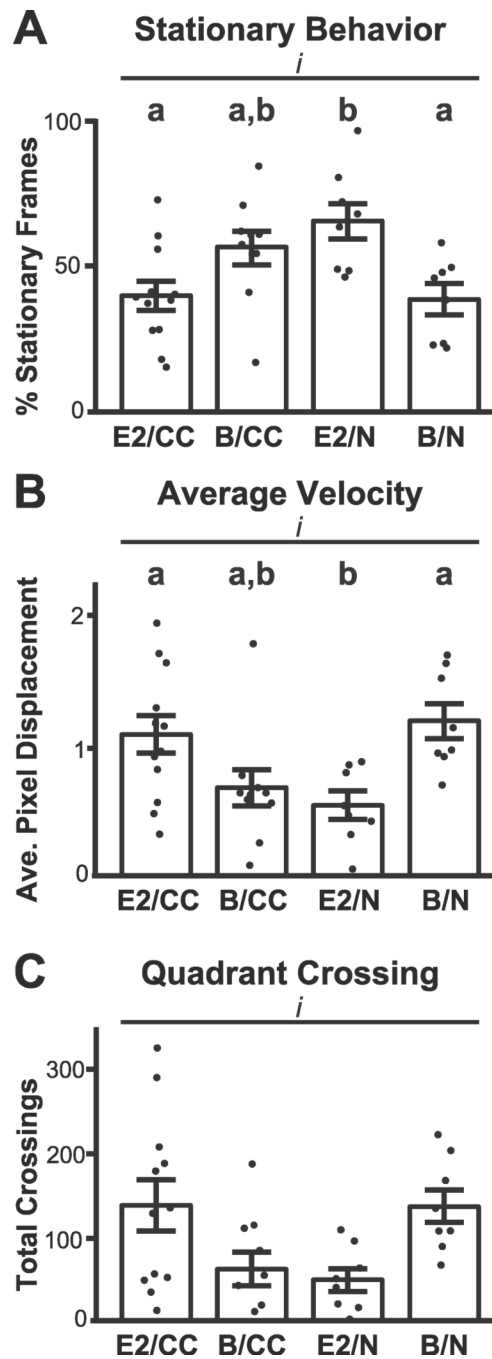 A Stationary Behavior
i
a a,b b a
100
50
0
% Stationary Frames
E2/CC B/CC E2/N B/N
B Average Velocity
i
a a,b b a
2
1
0
Ave. Pixel Displacement
E2/CC B/CC E2/N B/N
C Quadrant Crossing
i
300
200
100
0
Total Crossings
E2/CC B/CC E2/N B/N